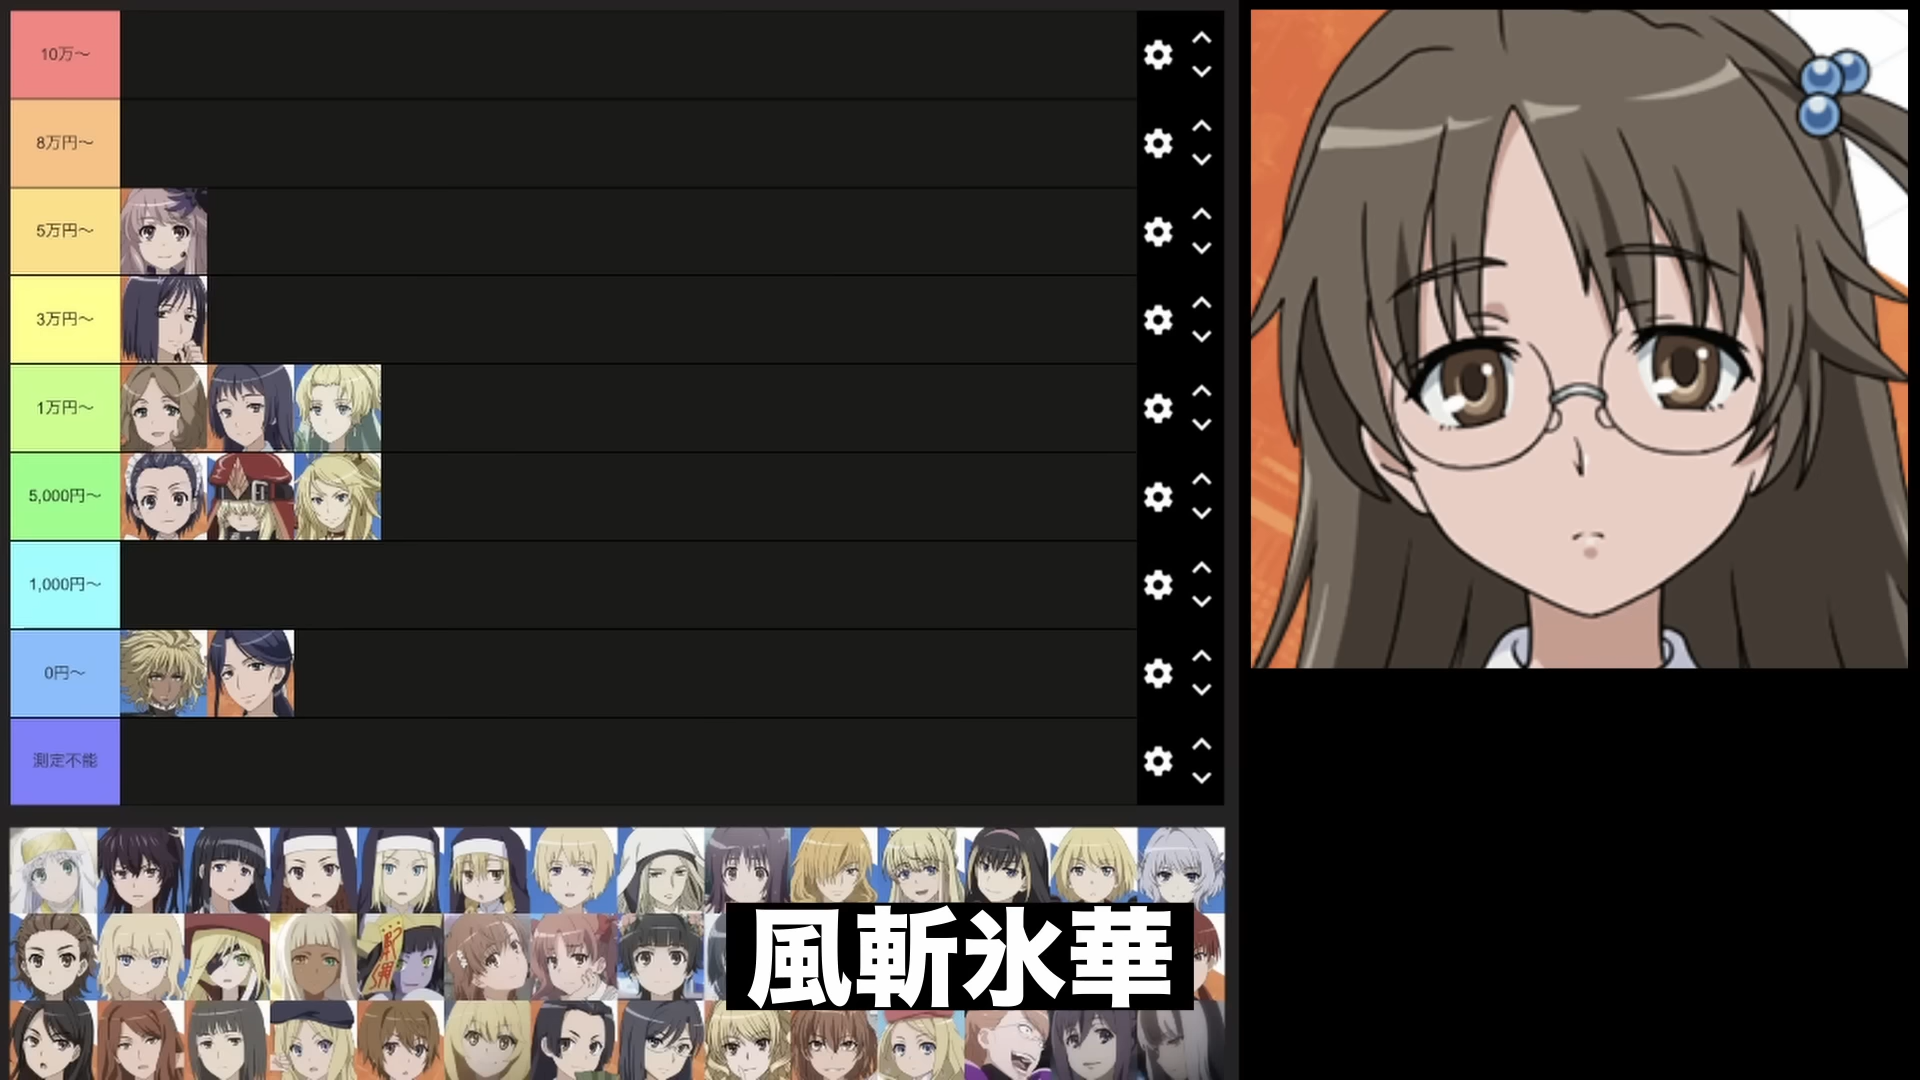 10万～
8万円～
5万円～
3万円～
1万円～
5,000円～
1,000円～
0円～
測定不能
風斬氷華